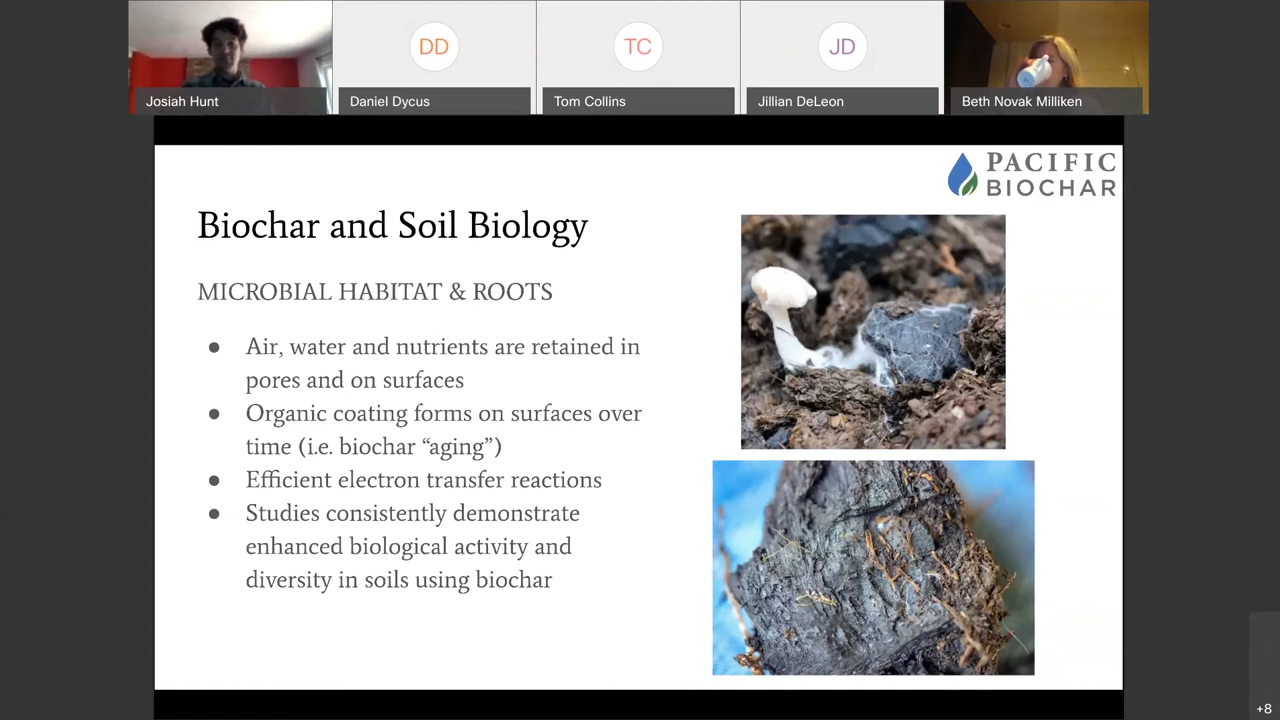 DD
TC
JD
Josiah Hunt
Daniel Dycus
Tom Collins
Jillian DeLeon
Beth Novak Milliken
PACIFIC
BIOCHAR
Biochar and Soil Biology
MICROBIAL HABITAT & ROOTS
● Air, water and nutrients are retained in
pores and on surfaces
● Organic coating forms on surfaces over
time (i.e. biochar “aging”)
● Efficient electron transfer reactions
● Studies consistently demonstrate
enhanced biological activity and
diversity in soils using biochar
+8